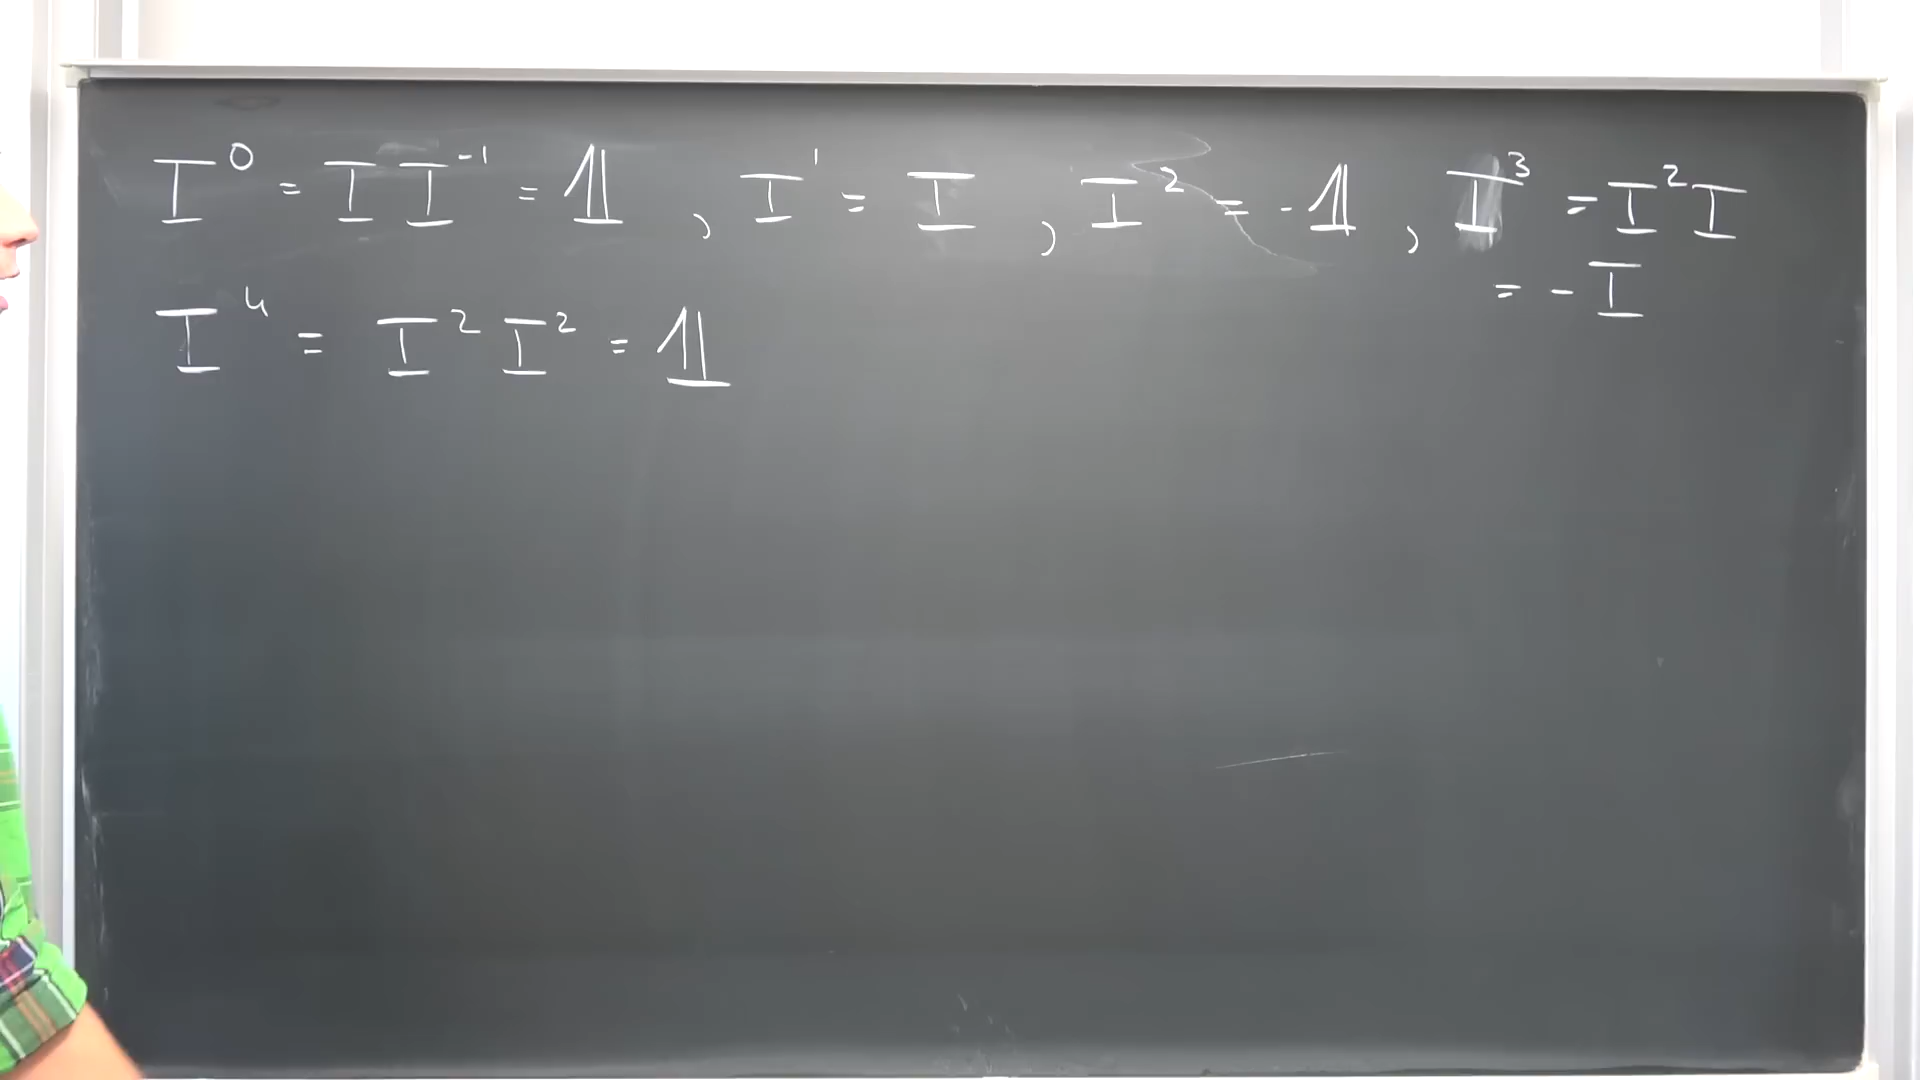 I⁰ = I I⁻¹ = 𝟙 , I¹ = I , I² = -𝟙 , I³ = I² I
= - I
I⁴ = I² I² = 𝟙